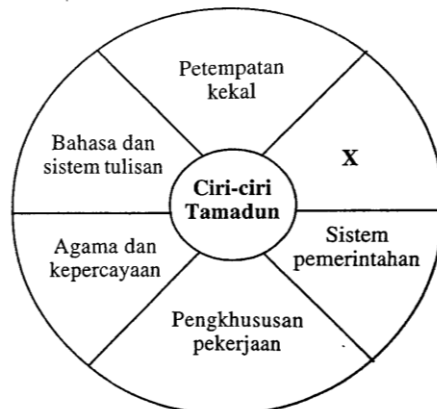 Petempatan
kekal
Bahasa dan
sistem tulisan
X
Ciri-ciri
Tamadun
Agama dan
kepercayaan
Sistem
pemerintahan
Pengkhususan
pekerjaan